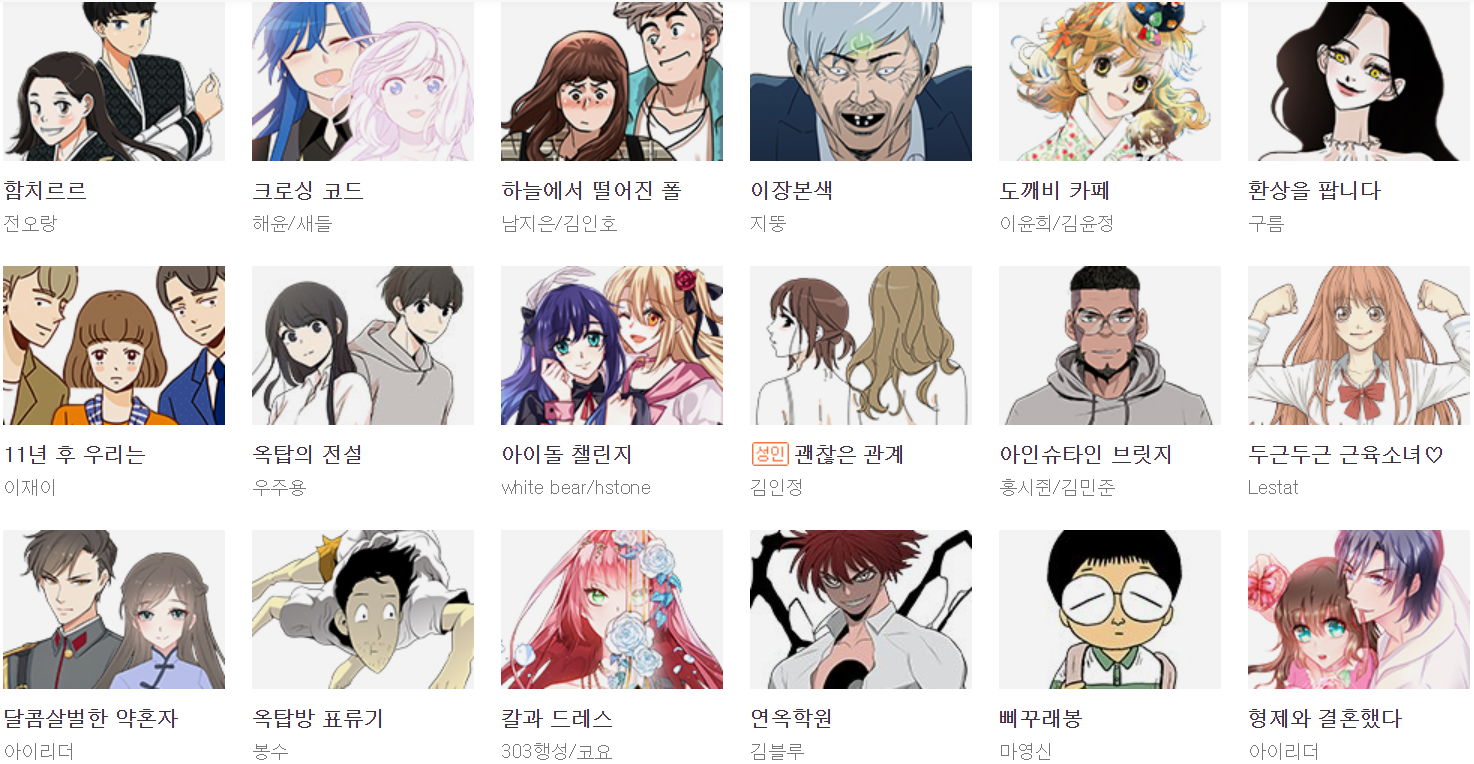 함치르르
전오랑
크로싱 코드
해윤/새들
하늘에서 떨어진 폴
남지은/김인호
이장본색
지뚱
도깨비 카페
이윤희/김윤정
환상을 팝니다
구름
11년 후 우리는
이재이
옥탑의 전설
우주용
아이돌 챌린지
white bear/hstone
성인 괜찮은 관계
김인정
아인슈타인 브릿지
홍시쥔/김민준
두근두근 근육소녀♡
Lestat
달콤살벌한 약혼자
아이리더
옥탑방 표류기
봉수
칼과 드레스
303행성/코요
연옥학원
김블루
삐꾸래봉
마영신
형제와 결혼했다
아이리더